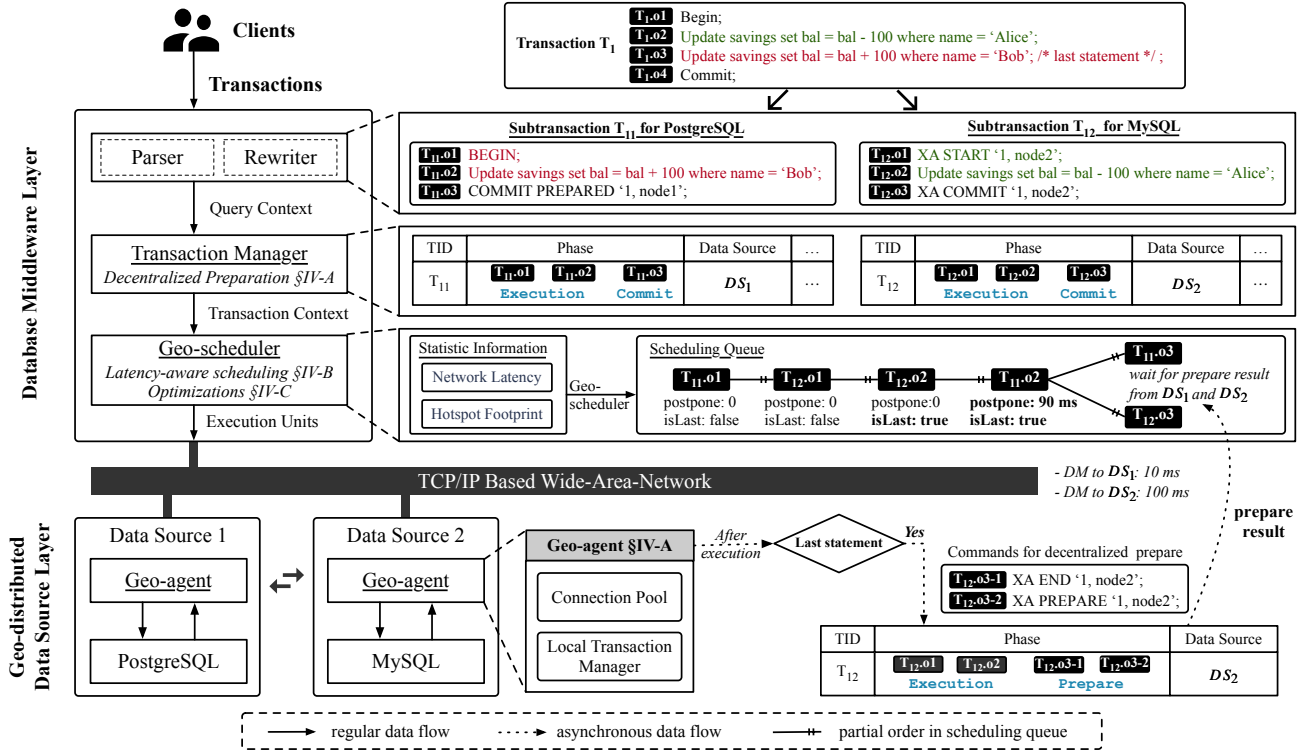 Clients
Transactions
Transaction T1
T1.o1 Begin;
T1.o2 Update savings set bal = bal - 100 where name = ‘Alice’;
T1.o3 Update savings set bal = bal + 100 where name = ‘Bob’; /* last statement */ ;
T1.o4 Commit;
Database Middleware Layer
Parser
Rewriter
Query Context
Subtransaction T11 for PostgreSQL
T11.o1 BEGIN;
T11.o2 Update savings set bal = bal + 100 where name = ‘Bob’;
T11.o3 COMMIT PREPARED ‘1, node1’;
Subtransaction T12 for MySQL
T12.o1 XA START ‘1, node2’;
T12.o2 Update savings set bal = bal - 100 where name = ‘Alice’;
T12.o3 XA COMMIT ‘1, node2’;
Transaction Manager
Decentralized Preparation §IV-A
Transaction Context
TID Phase Data Source …
T11 T11.o1 T11.o2 T11.o3 DS1 …
Execution Commit
TID Phase Data Source …
T12 T12.o1 T12.o2 T12.o3 DS2 …
Execution Commit
Geo-scheduler
Latency-aware scheduling §IV-B
Optimizations §IV-C
Execution Units
Statistic Information
Network Latency
Hotspot Footprint
Geo-
scheduler
Scheduling Queue
T11.o1 T12.o1 T12.o2 T11.o2
postpone: 0 postpone: 0 postpone:0 postpone: 90 ms
isLast: false isLast: false isLast: true isLast: true
T11.o3
wait for prepare result
from DS1 and DS2
T12.o3
TCP/IP Based Wide-Area-Network
- DM to DS1: 10 ms
- DM to DS2: 100 ms
Geo-distributed
Data Source Layer
Data Source 1
Geo-agent
PostgreSQL
Data Source 2
Geo-agent
MySQL
Geo-agent §IV-A
Connection Pool
Local Transaction
Manager
After
execution
Last statement
Yes
prepare
result
Commands for decentralized prepare
T12.o3-1 XA END ‘1, node2’;
T12.o3-2 XA PREPARE ‘1, node2’;
TID Phase Data Source
T12 T12.o1 T12.o2 T12.o3-1 T12.o3-2 DS2
Execution Prepare
regular data flow
asynchronous data flow
partial order in scheduling queue